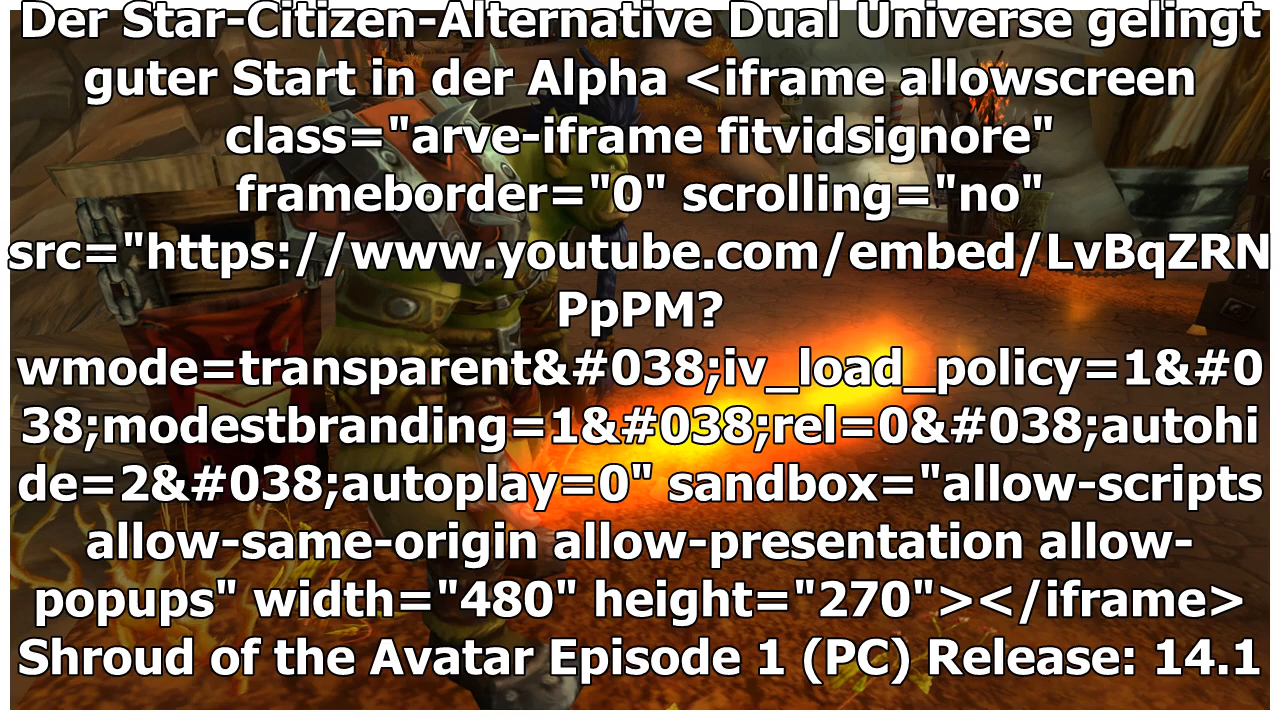 Der Star-Citizen-Alternative Dual Universe gelingt
guter Start in der Alpha <iframe allowscreen
class="arve-iframe fitvidsignore"
frameborder="0" scrolling="no"
src="https://www.youtube.com/embed/LvBqZRN
PpPM?
wmode=transparent&#038;iv_load_policy=1&#0
38;modestbranding=1&#038;rel=0&#038;autohi
de=2&#038;autoplay=0" sandbox="allow-scripts
allow-same-origin allow-presentation allow-
popups" width="480" height="270"></iframe>
Shroud of the Avatar Episode 1 (PC) Release: 14.1